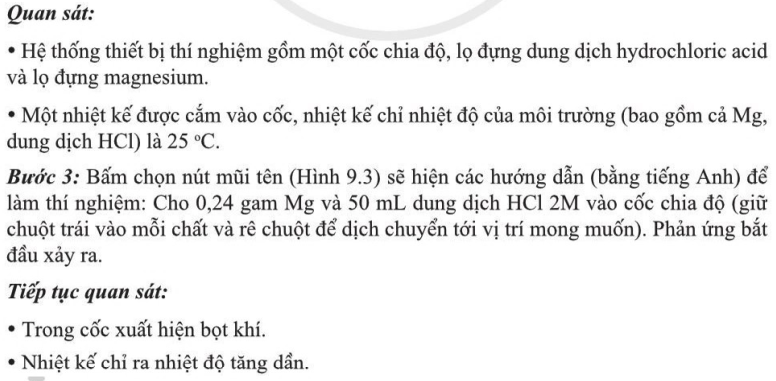 Quan sát:
• Hệ thống thiết bị thí nghiệm gồm một cốc chia độ, lọ đựng dung dịch hydrochloric acid
và lọ đựng magnesium.
• Một nhiệt kế được cắm vào cốc, nhiệt kế chỉ nhiệt độ của môi trường (bao gồm cả Mg,
dung dịch HCl) là 25 °C.
Bước 3: Bấm chọn nút mũi tên (Hình 9.3) sẽ hiện các hướng dẫn (bằng tiếng Anh) để
làm thí nghiệm: Cho 0,24 gam Mg và 50 mL dung dịch HCl 2M vào cốc chia độ (giữ
chuột trái vào mỗi chất và rê chuột để dịch chuyển tới vị trí mong muốn). Phản ứng bắt
đầu xảy ra.
Tiếp tục quan sát:
• Trong cốc xuất hiện bọt khí.
• Nhiệt kế chỉ ra nhiệt độ tăng dần.